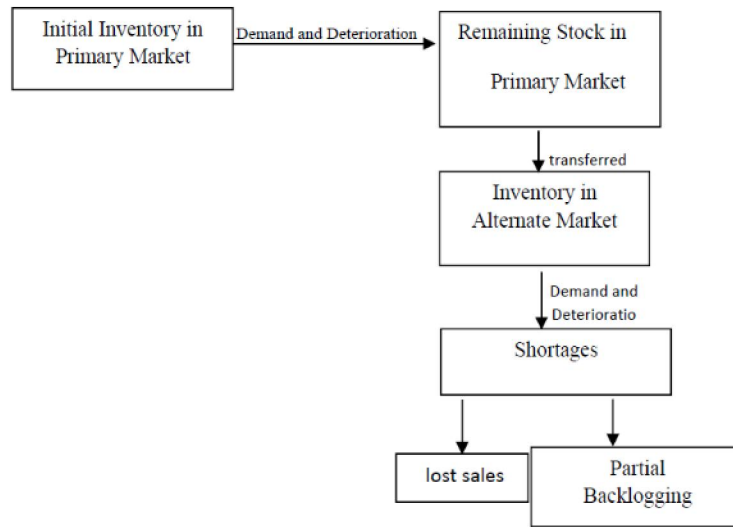 Initial Inventory in
Primary Market
Demand and Deterioration
Remaining Stock in
Primary Market
transferred
Inventory in
Alternate Market
Demand and
Deterioratio
Shortages
lost sales
Partial
Backlogging